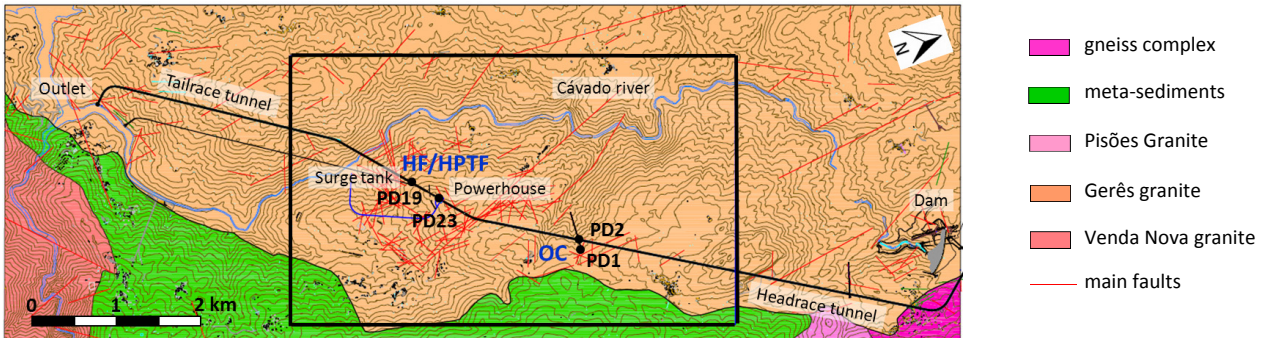 N
Outlet
Tailrace tunnel
Cávado river
HF/HPTF
Surge tank
PD19
Powerhouse
PD23
PD2
OC
PD1
Dam
Headrace tunnel
0 1 2 km
gneiss complex
meta-sediments
Pisões Granite
Gerês granite
Venda Nova granite
main faults